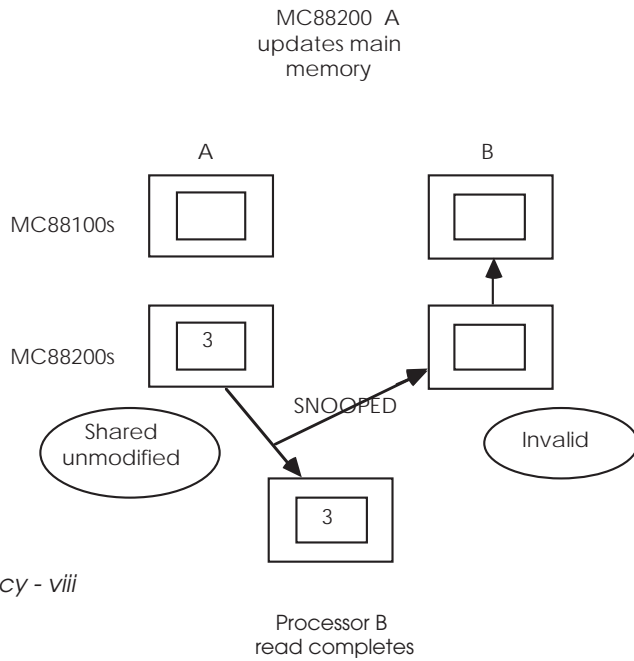 MC88200 A
updates main
memory
A
B
MC88100s
MC88200s
3
SNOOPED
Shared
unmodified
Invalid
3
cy - viii
Processor B
read completes